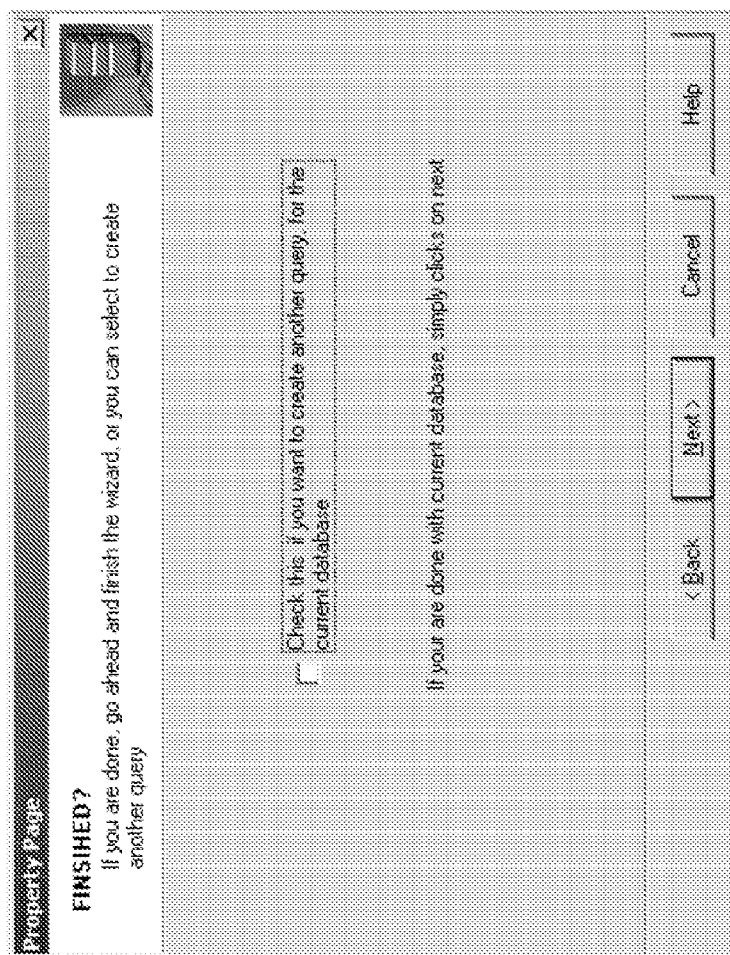 Property Page
X
FINSIHED?
If you are done, go ahead and finish the wizard, or you can select to create
another query
Check this if you want to create another query, for the
current database
If your are done with current database, simply clicks on next
< Back
Next >
Cancel
Help